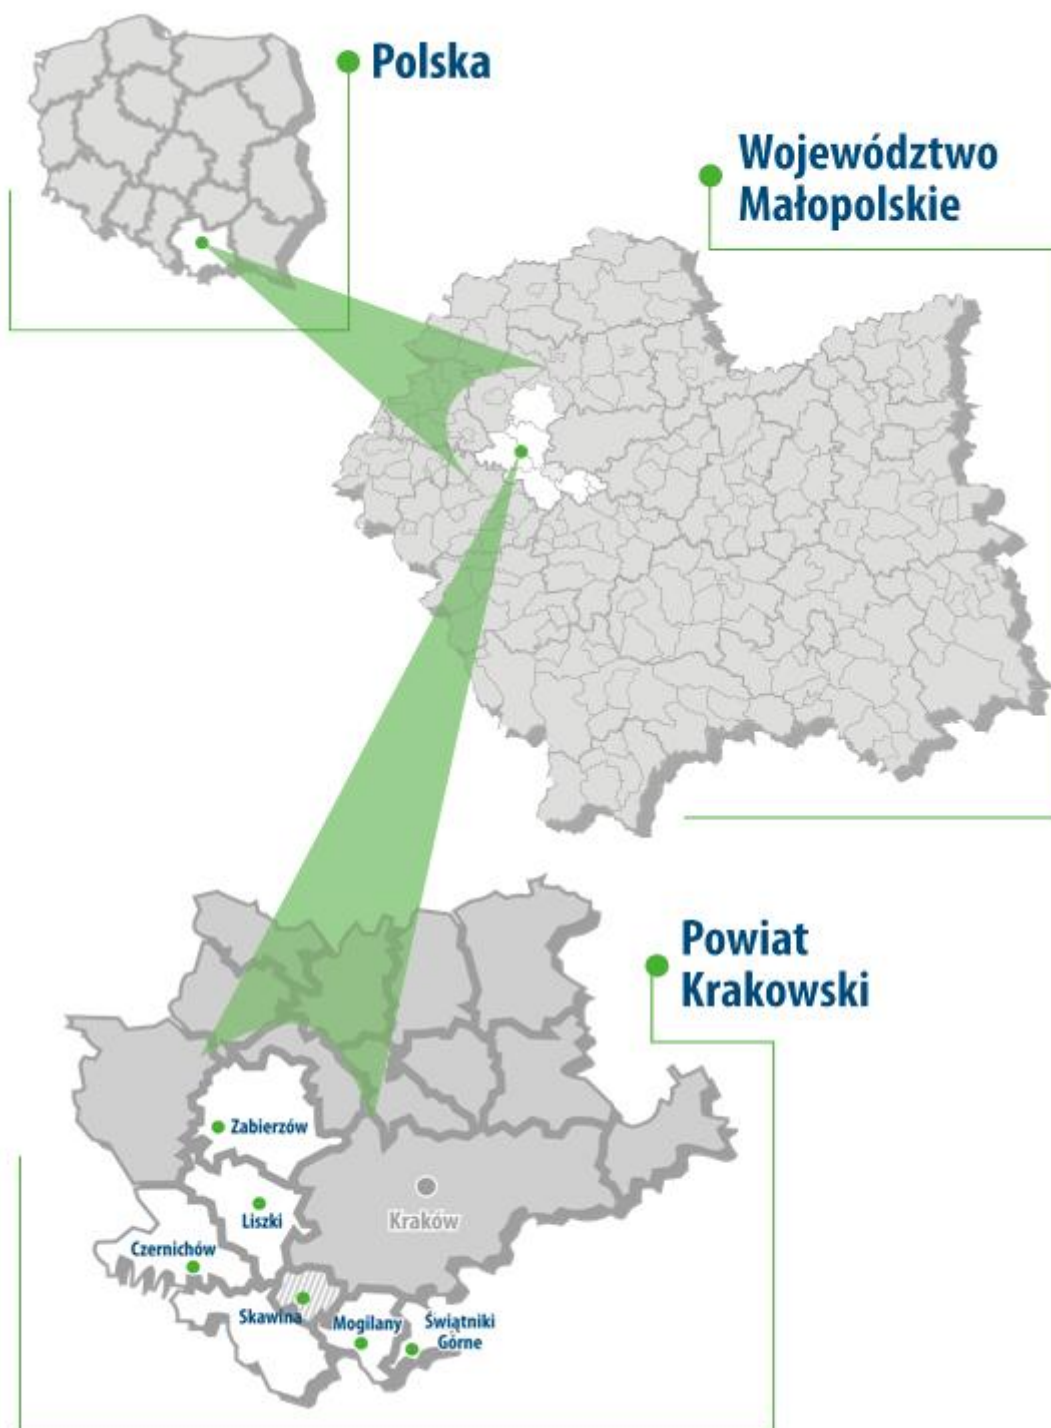 Polska
Województwo
Małopolskie
Powiat
Krakowski
Zabierzów
Liszki
Kraków
Czernichów
Skawina
Mogilany
Świątniki
Górne